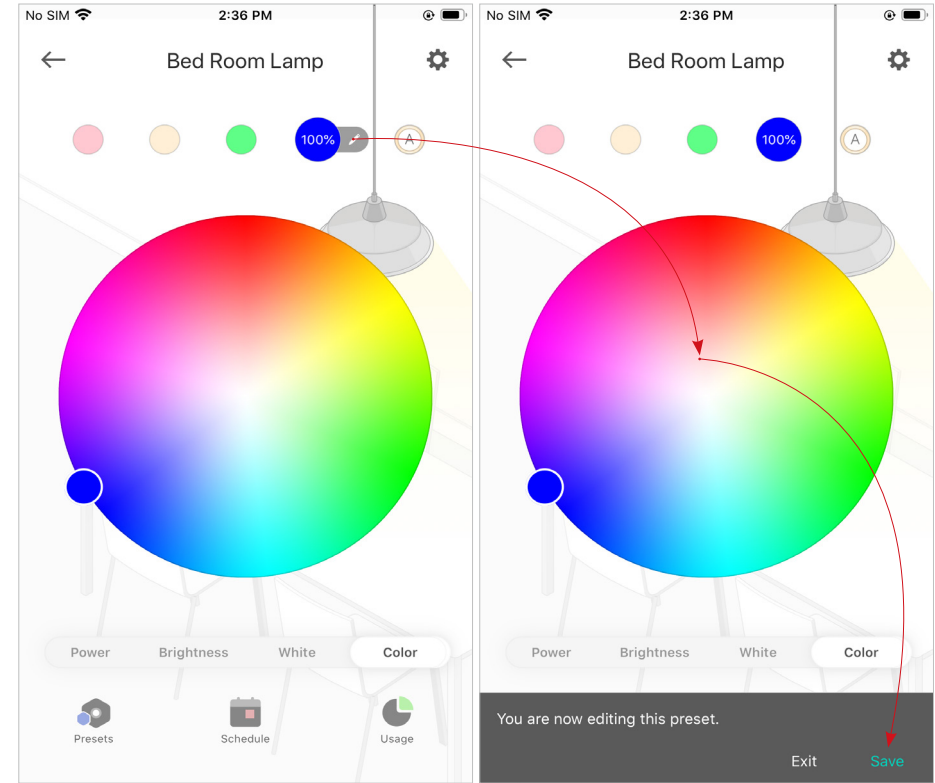 No SIM 2:36 PM
Bed Room Lamp
100% A
Power Brightness White Color
Presets Schedule Usage
No SIM 2:36 PM
Bed Room Lamp
100% A
Power Brightness White Color
You are now editing this preset.
Exit Save